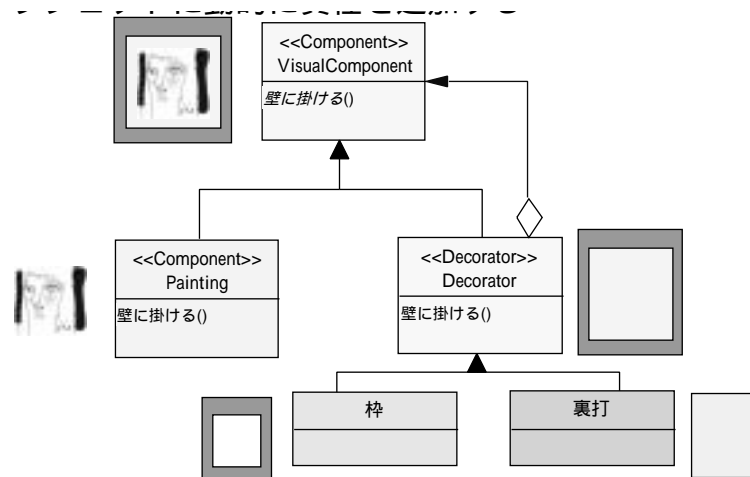 <<Component>>
VisualComponent
壁に掛ける()
<<Component>>
Painting
壁に掛ける()
<<Decorator>>
Decorator
壁に掛ける()
枠
裏打